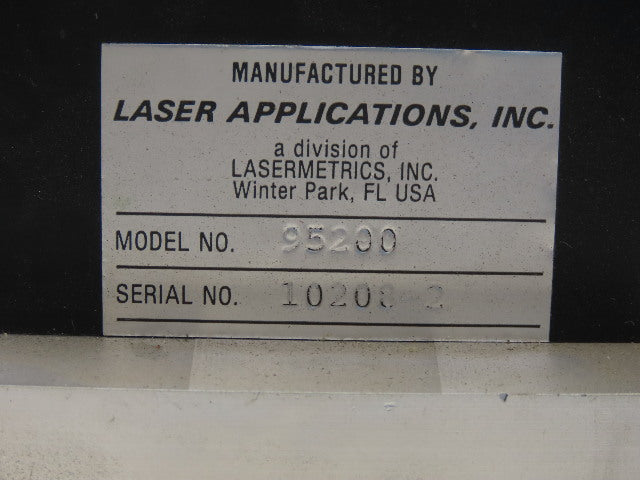 MANUFACTURED BY
LASER APPLICATIONS, INC.
a division of
LASERMETRICS, INC.
Winter Park, FL USA
MODEL NO. 95200
SERIAL NO.